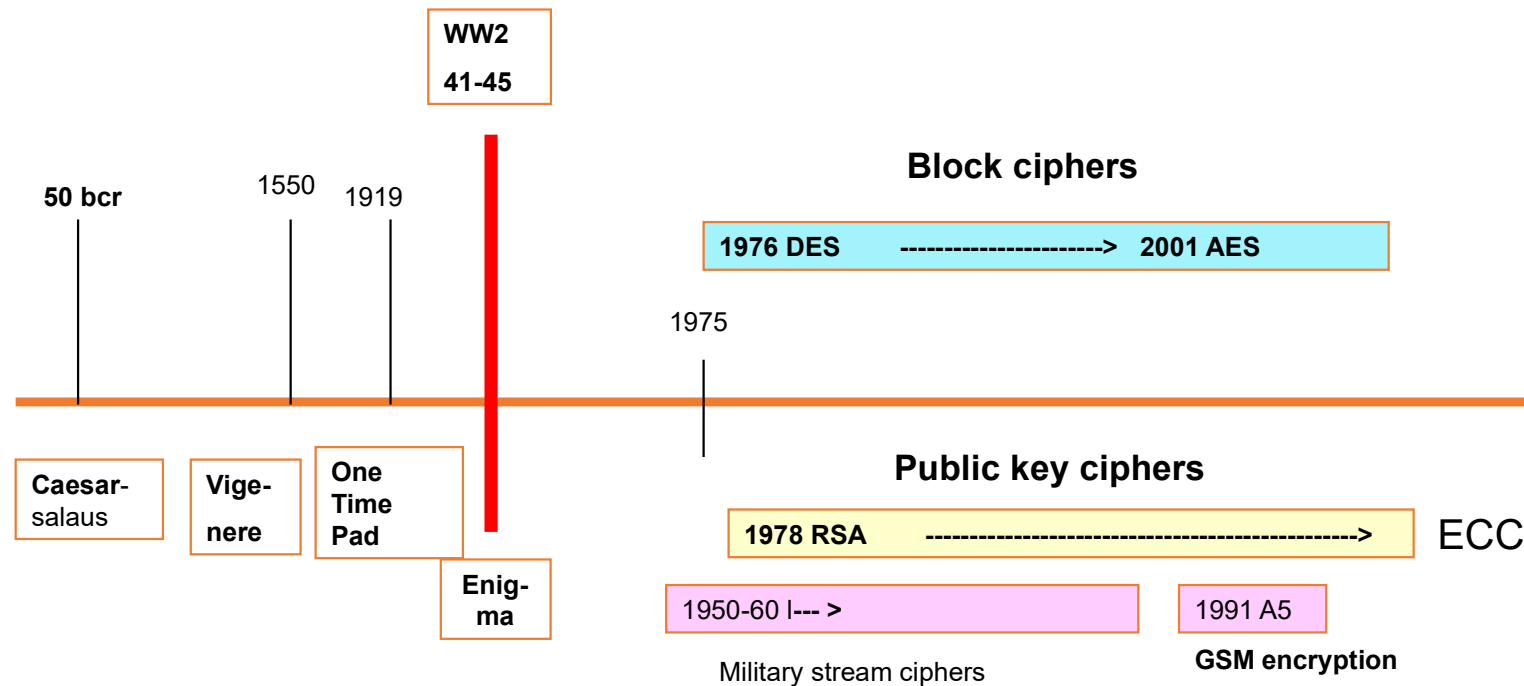 WW2
41-45
50 bcr
1550
1919
Block ciphers
1976 DES -----------------------> 2001 AES
1975
Caesar-
salaus
Vige-
nere
One
Time
Pad
Enig-
ma
Public key ciphers
1978 RSA ------------------------------------------------->
ECC
1950-60 I--- >
Military stream ciphers
1991 A5
GSM encryption